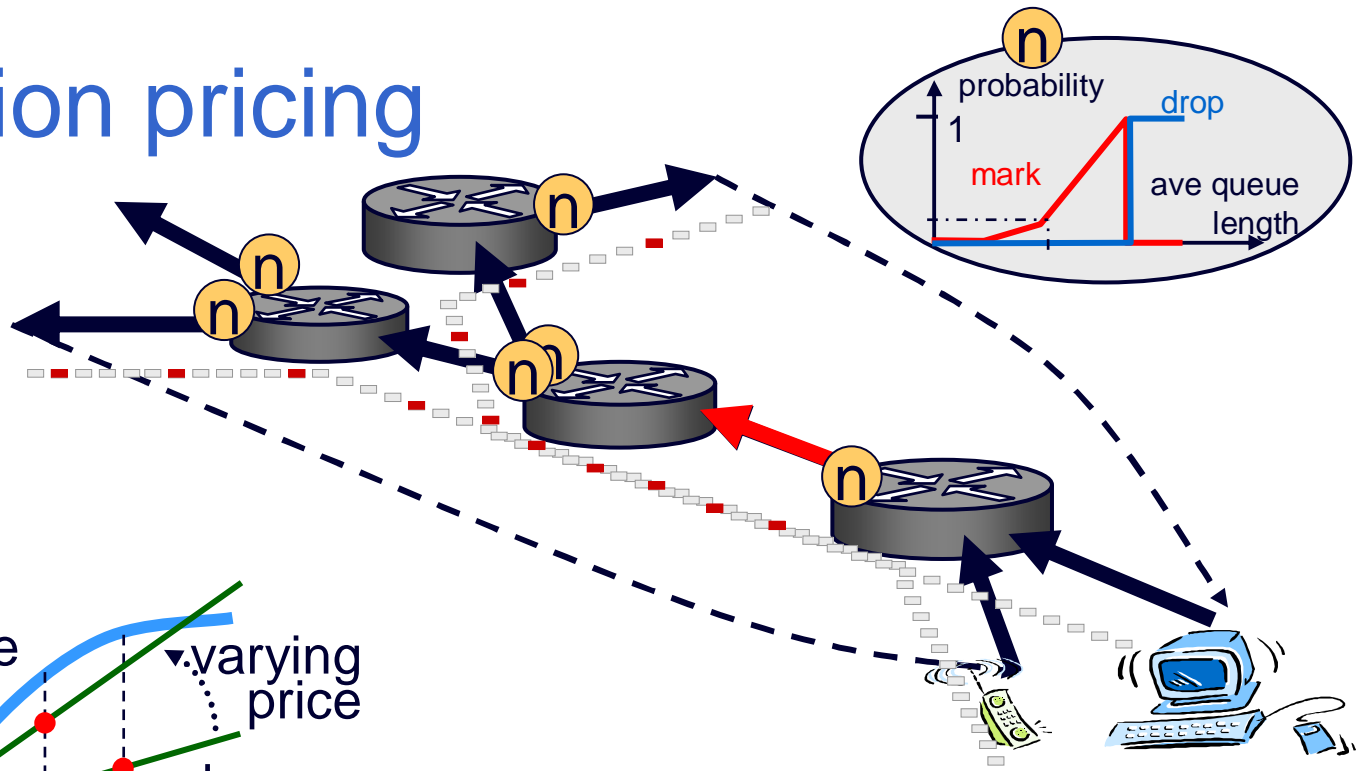 ion pricing
n
probability
1
drop
mark
ave queue
length
n
n
n
n
n
n
varying
price